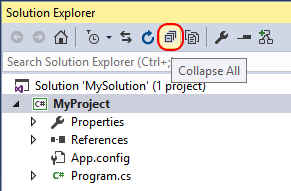 Solution Explorer
Search Solution Explorer (Ctrl+;
Collapse All
Solution 'MySolution' (1 project)
C# MyProject
Properties
References
App.config
C# Program.cs